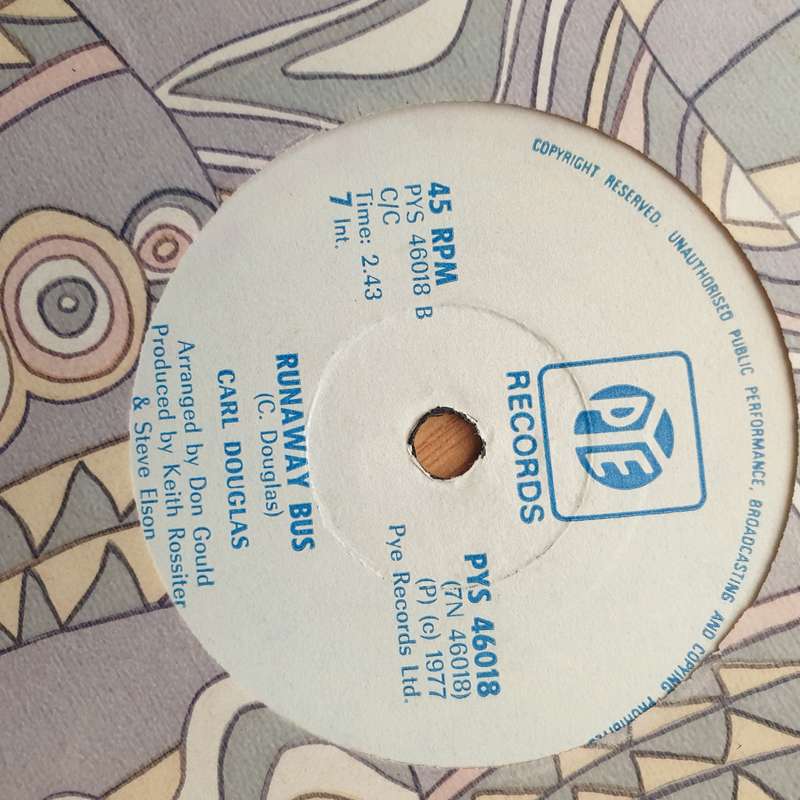 COPYRIGHT RESERVED, UNAUTHORISED PUBLIC PERFORMANCE, BROADCASTING AND COPYING PROHIBITED
PYE
RECORDS
45 RPM
PYS 46018 B
C/C
Time: 2.43
7 Int.
PYS 46018
(7N 46018)
(P) (c) 1977
Pye Records Ltd.
RUNAWAY BUS
(C. Douglas)
CARL DOUGLAS
Arranged by Don Gould
Produced by Keith Rossiter
& Steve Elson